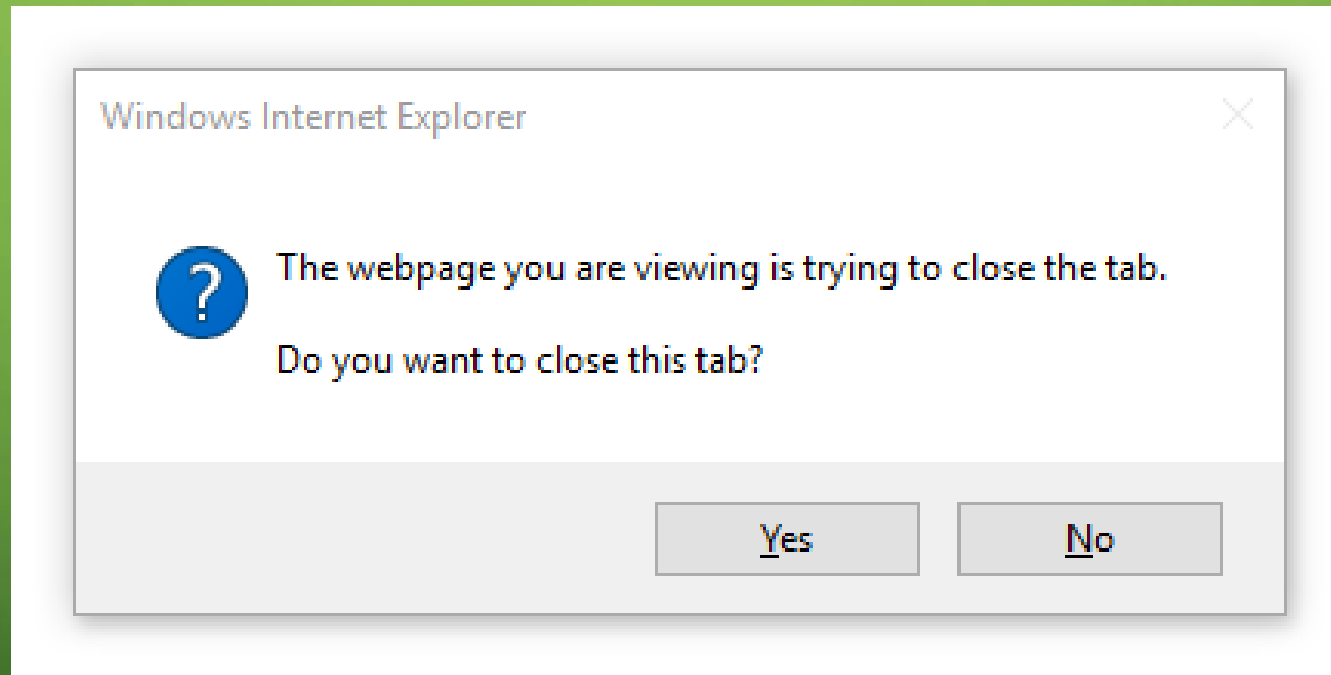 Windows Internet Explorer
The webpage you are viewing is trying to close the tab.
Do you want to close this tab?
Yes
No